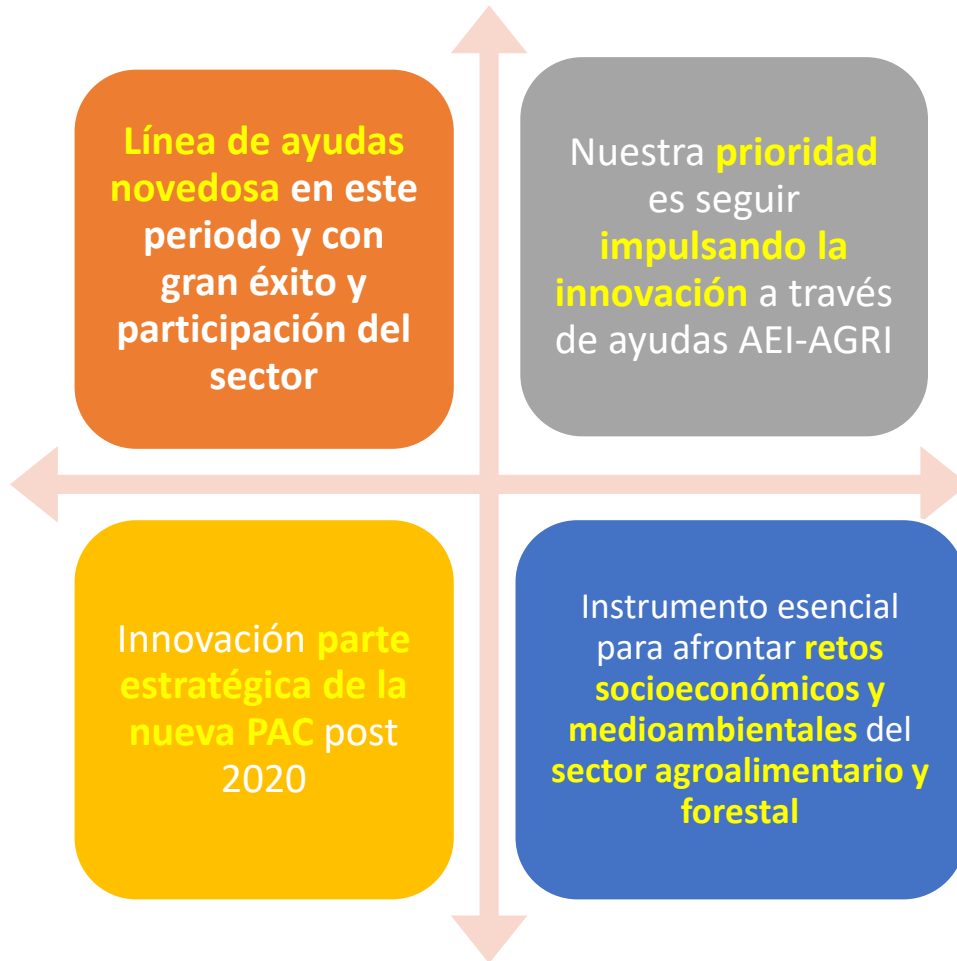 Línea de ayudas
novedosa en este
periodo y con
gran éxito y
participación del
sector
Nuestra prioridad
es seguir
impulsando la
innovación a través
de ayudas AEI-AGRI
Innovación parte
estratégica de la
nueva PAC post
2020
Instrumento esencial
para afrontar retos
socioeconómicos y
medioambientales del
sector agroalimentario y
forestal